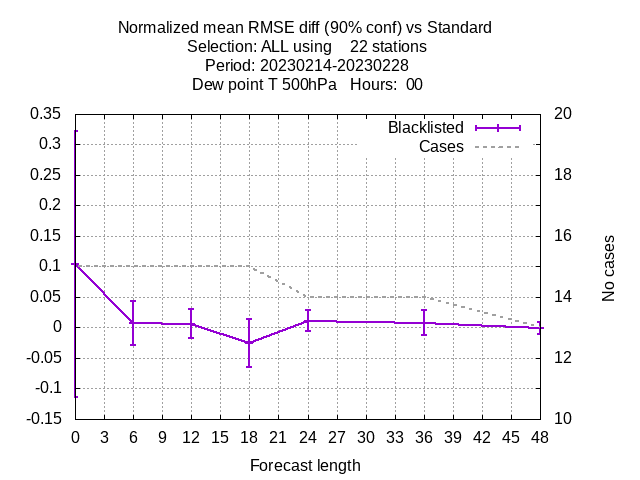 Normalized mean RMSE diff (90% conf) vs Standard
Selection: ALL using    22 stations
Period: 20230214-20230228
Dew point T 500hPa   Hours:  00
0.35
0.3
0.25
0.2
0.15
0.1
0.05
0
-0.05
-0.1
-0.15
20
18
16
14
12
10
Blacklisted
Cases
No cases
0 3 6 9 12 15 18 21 24 27 30 33 36 39 42 45 48
Forecast length